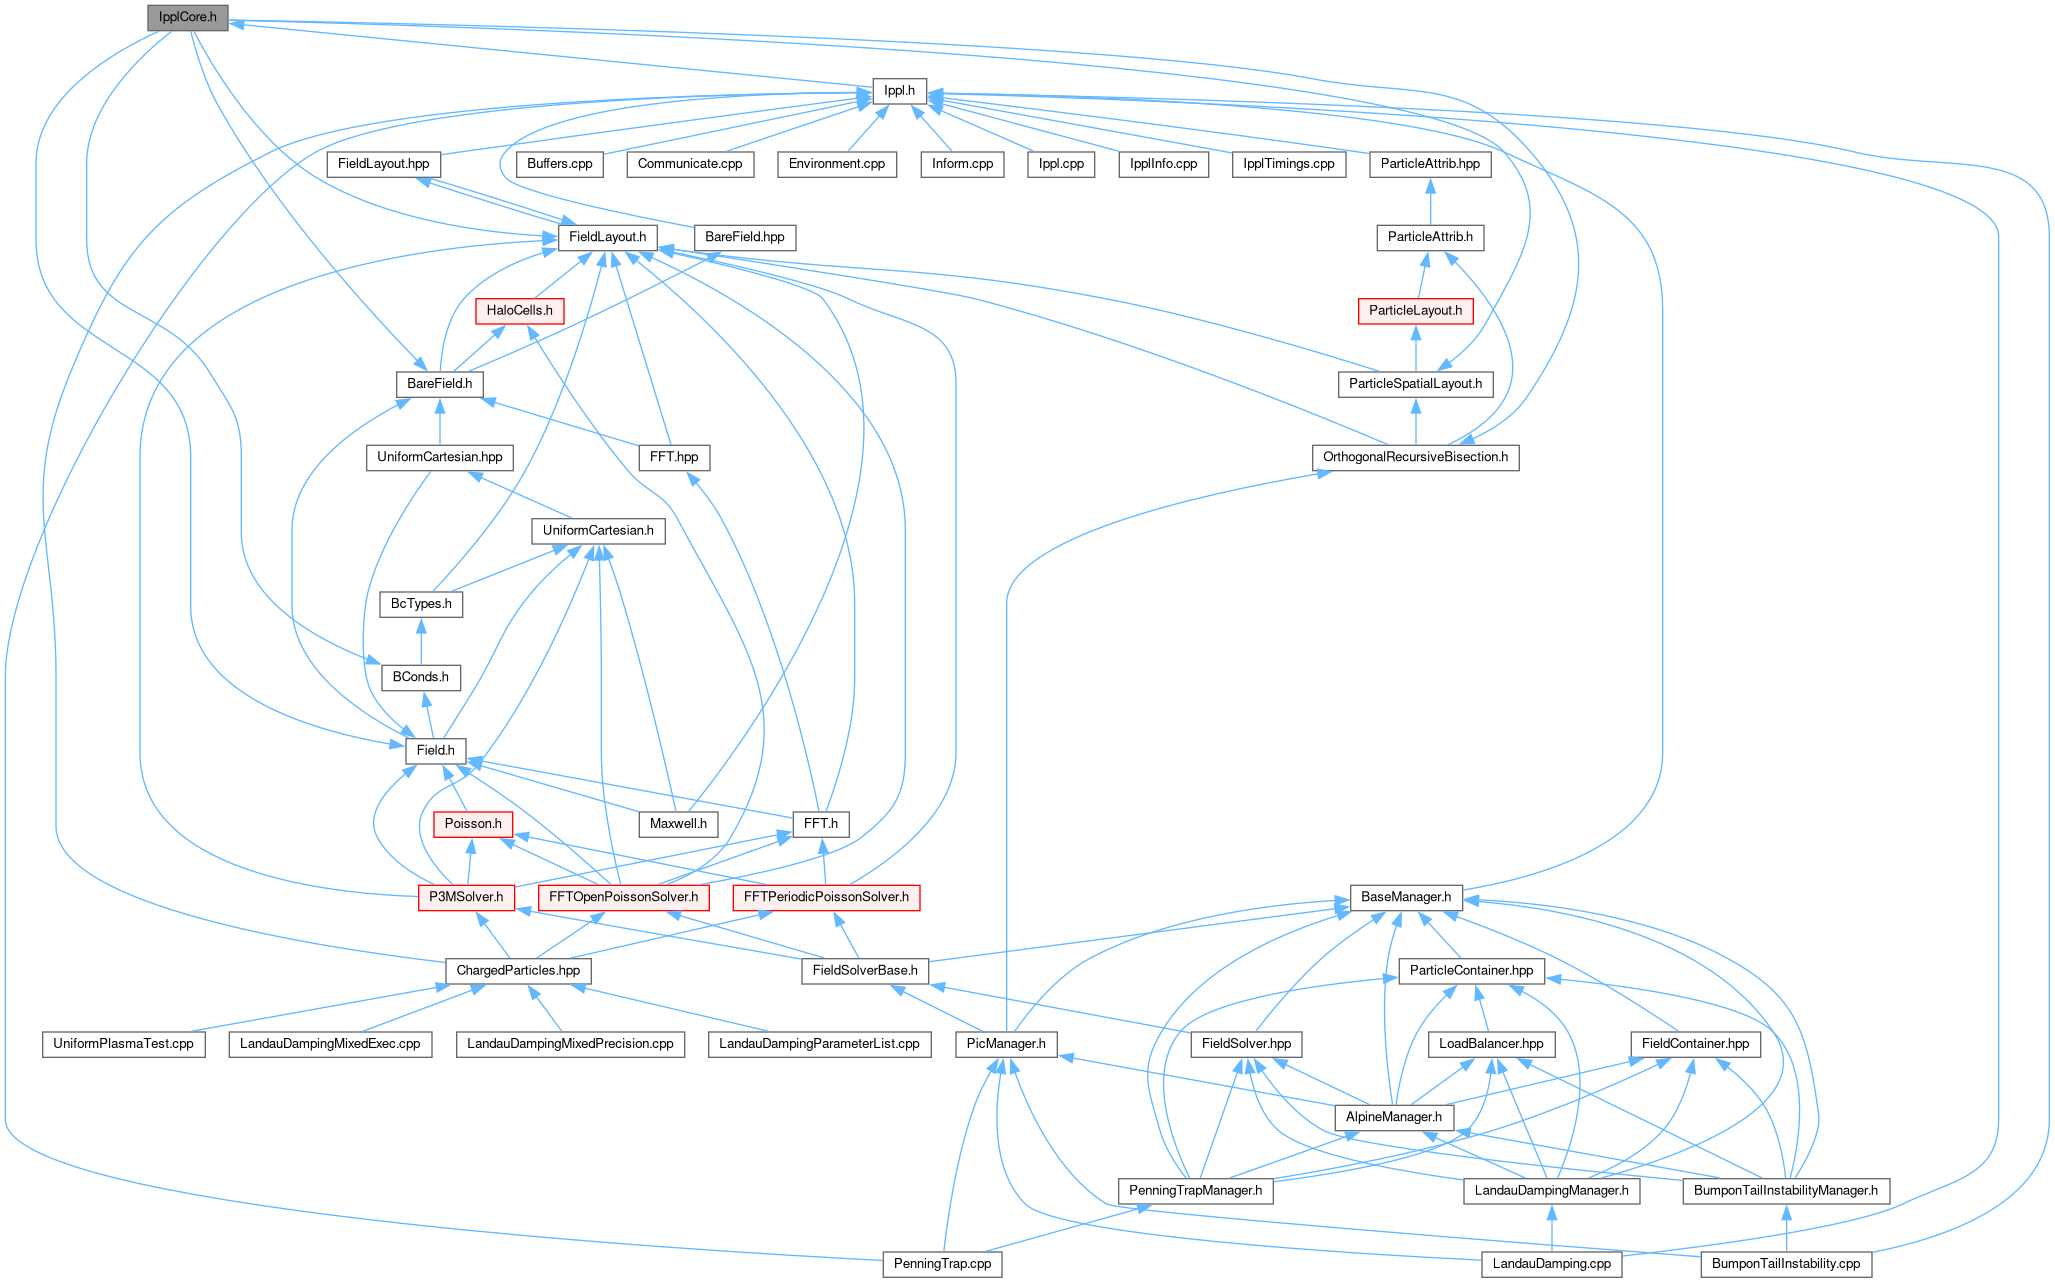 IpplCore.h
Ippl.h
FieldLayout.hpp
Buffers.cpp
Communicate.cpp
Environment.cpp
Inform.cpp
Ippl.cpp
IpplInfo.cpp
IpplTimings.cpp
ParticleAttrib.hpp
FieldLayout.h
BareField.hpp
ParticleAttrib.h
HaloCells.h
ParticleLayout.h
BareField.h
ParticleSpatialLayout.h
UniformCartesian.hpp
FFT.hpp
OrthogonalRecursiveBisection.h
UniformCartesian.h
BcTypes.h
BConds.h
Field.h
Poisson.h
Maxwell.h
FFT.h
P3MSolver.h
FFTOpenPoissonSolver.h
FFTPeriodicPoissonSolver.h
BaseManager.h
ChargedParticles.hpp
FieldSolverBase.h
ParticleContainer.hpp
UniformPlasmaTest.cpp
LandauDampingMixedExec.cpp
LandauDampingMixedPrecision.cpp
LandauDampingParameterList.cpp
PicManager.h
FieldSolver.hpp
LoadBalancer.hpp
FieldContainer.hpp
AlpineManager.h
PenningTrapManager.h
LandauDampingManager.h
BumponTailInstabilityManager.h
PenningTrap.cpp
LandauDamping.cpp
BumponTailInstability.cpp